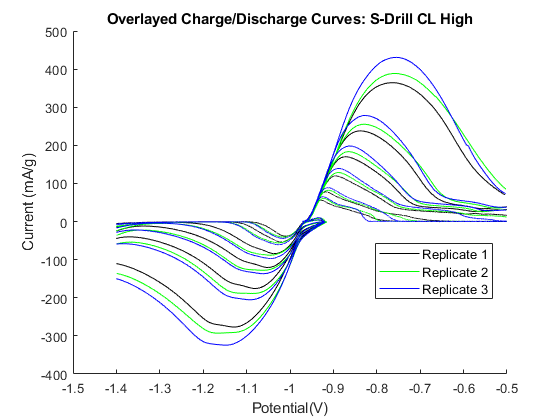 Overlayed Charge/Discharge Curves: S-Drill CL High
500
400
300
200
100
0
-100
-200
-300
-400
Current (mA/g)
Replicate 1
Replicate 2
Replicate 3
-1.5 -1.4 -1.3 -1.2 -1.1 -1 -0.9 -0.8 -0.7 -0.6 -0.5
Potential(V)